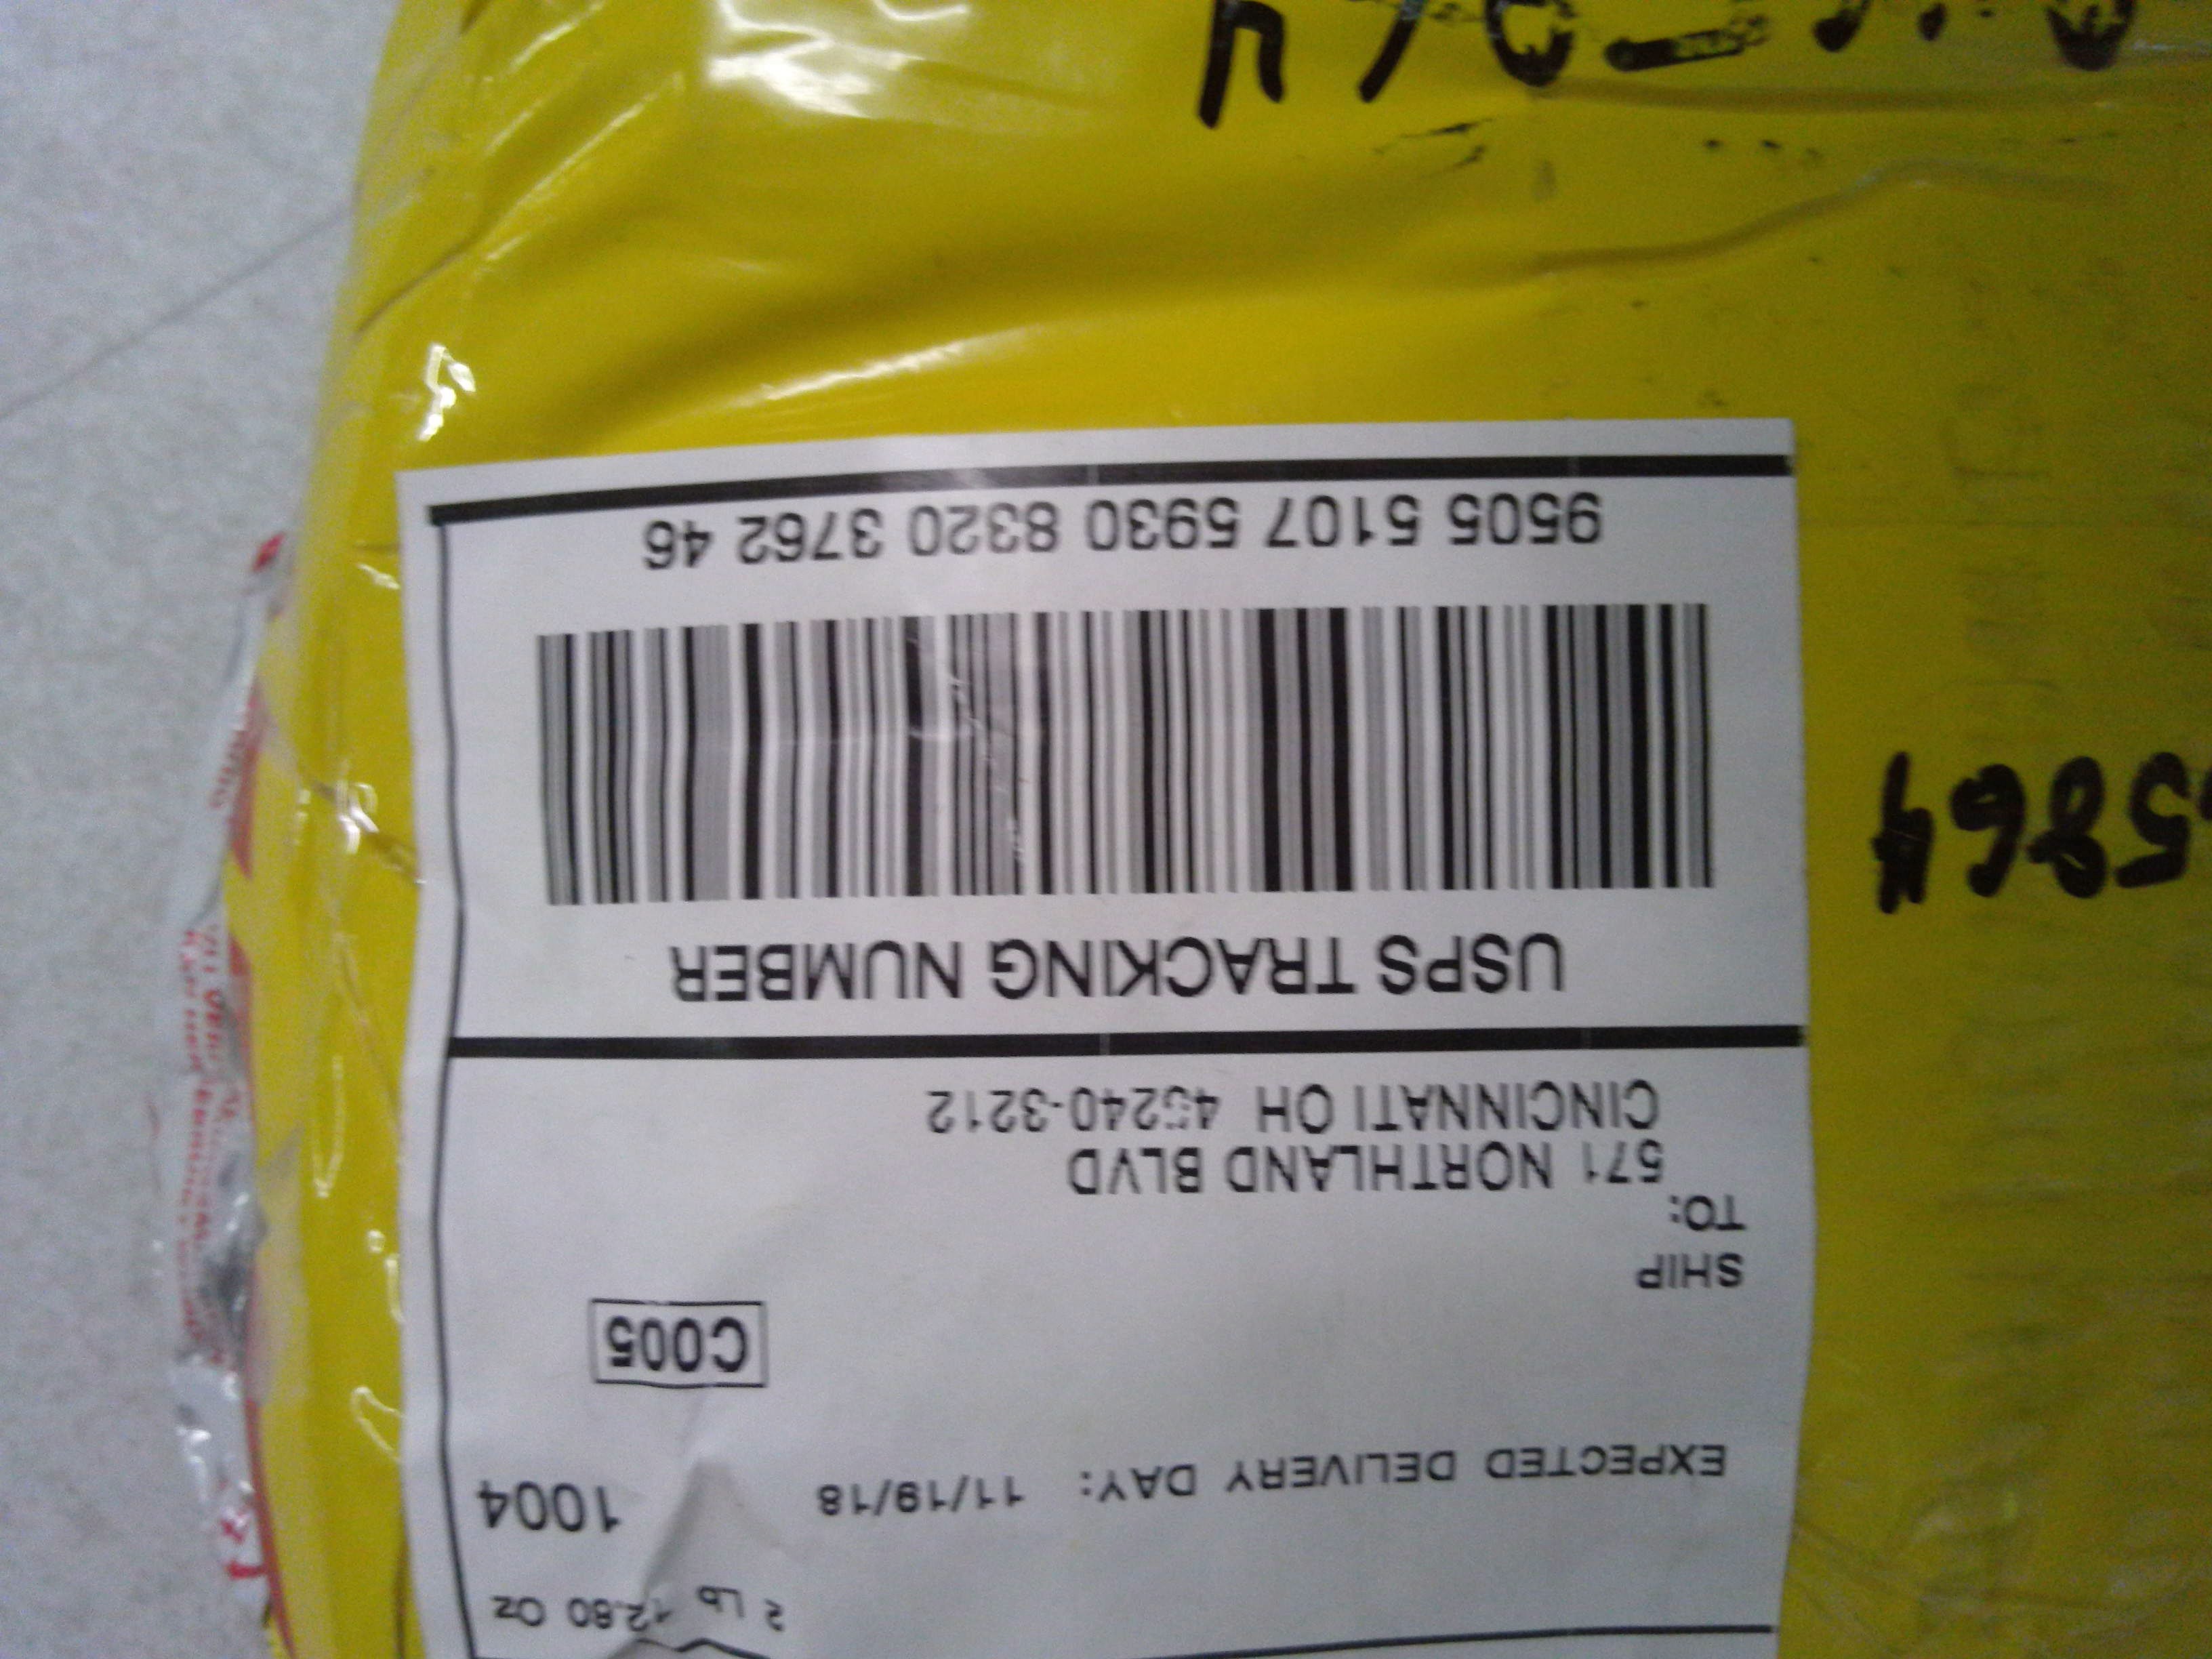 2 Lb 12.80 Oz
1004
EXPECTED DELIVERY DAY: 11/19/18
C005
SHIP
TO:
571 NORTHLAND BLVD
CINCINNATI OH 45240-3212
USPS TRACKING NUMBER
9505 5107 5930 8320 3762 46
5864